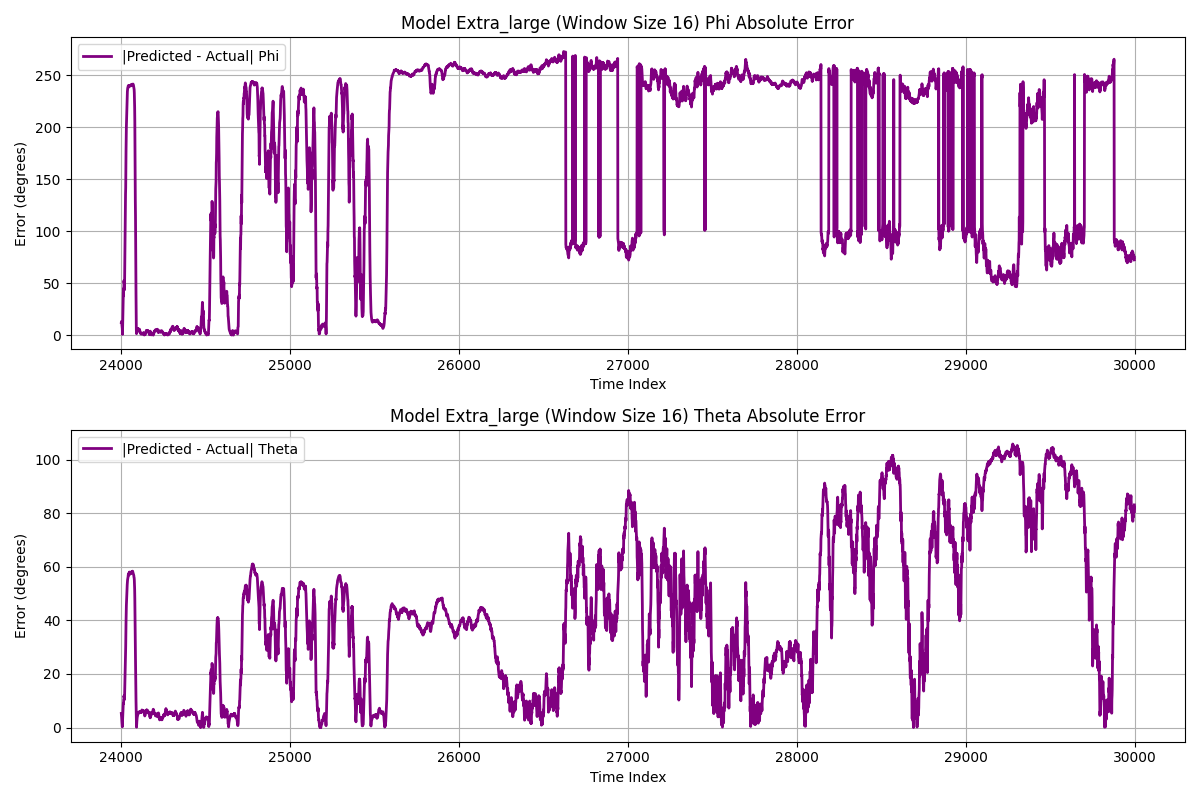 Model Extra_large (Window Size 16) Phi Absolute Error
|Predicted - Actual| Phi
Error (degrees)
250
200
150
100
50
0
24000 25000 26000 27000 28000 29000 30000
Time Index
Model Extra_large (Window Size 16) Theta Absolute Error
|Predicted - Actual| Theta
Error (degrees)
100
80
60
40
20
0
24000 25000 26000 27000 28000 29000 30000
Time Index